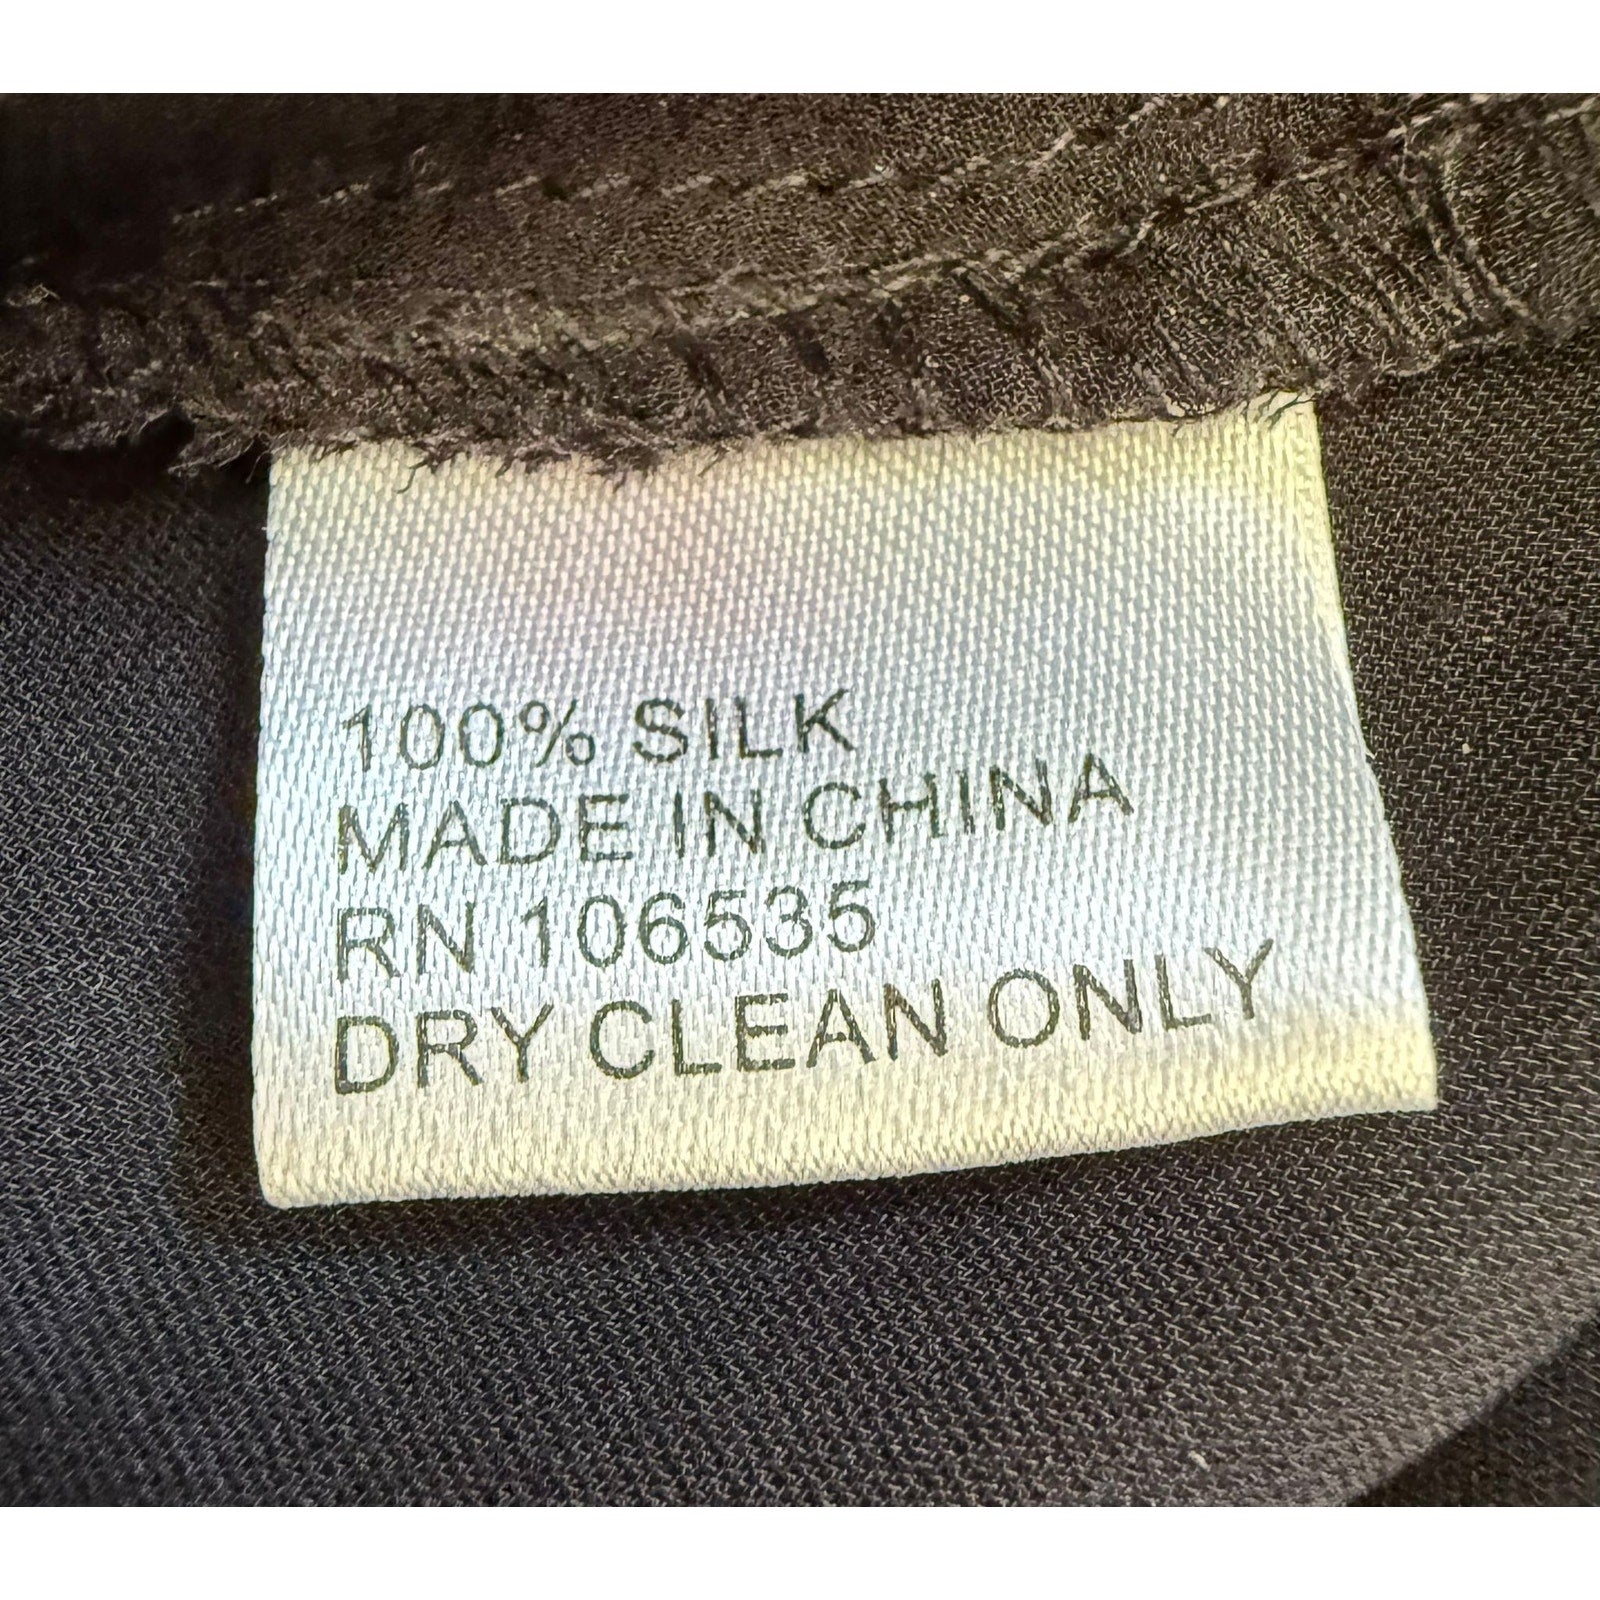 100% SILK
MADE IN CHINA
RN 106535
DRY CLEAN ONLY